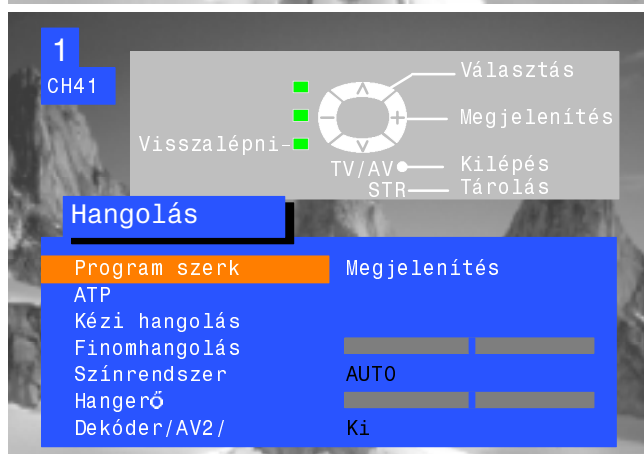 1
CH41
Választás
Megjelenítés
Visszalépni
TV/AV Kilépés
STR Tárolás
Hangolás
Program szerk Megjelenítés
ATP
Kézi hangolás
Finomhangolás
Színrendszer AUTO
Hangerő
Dekóder/AV2/ Ki